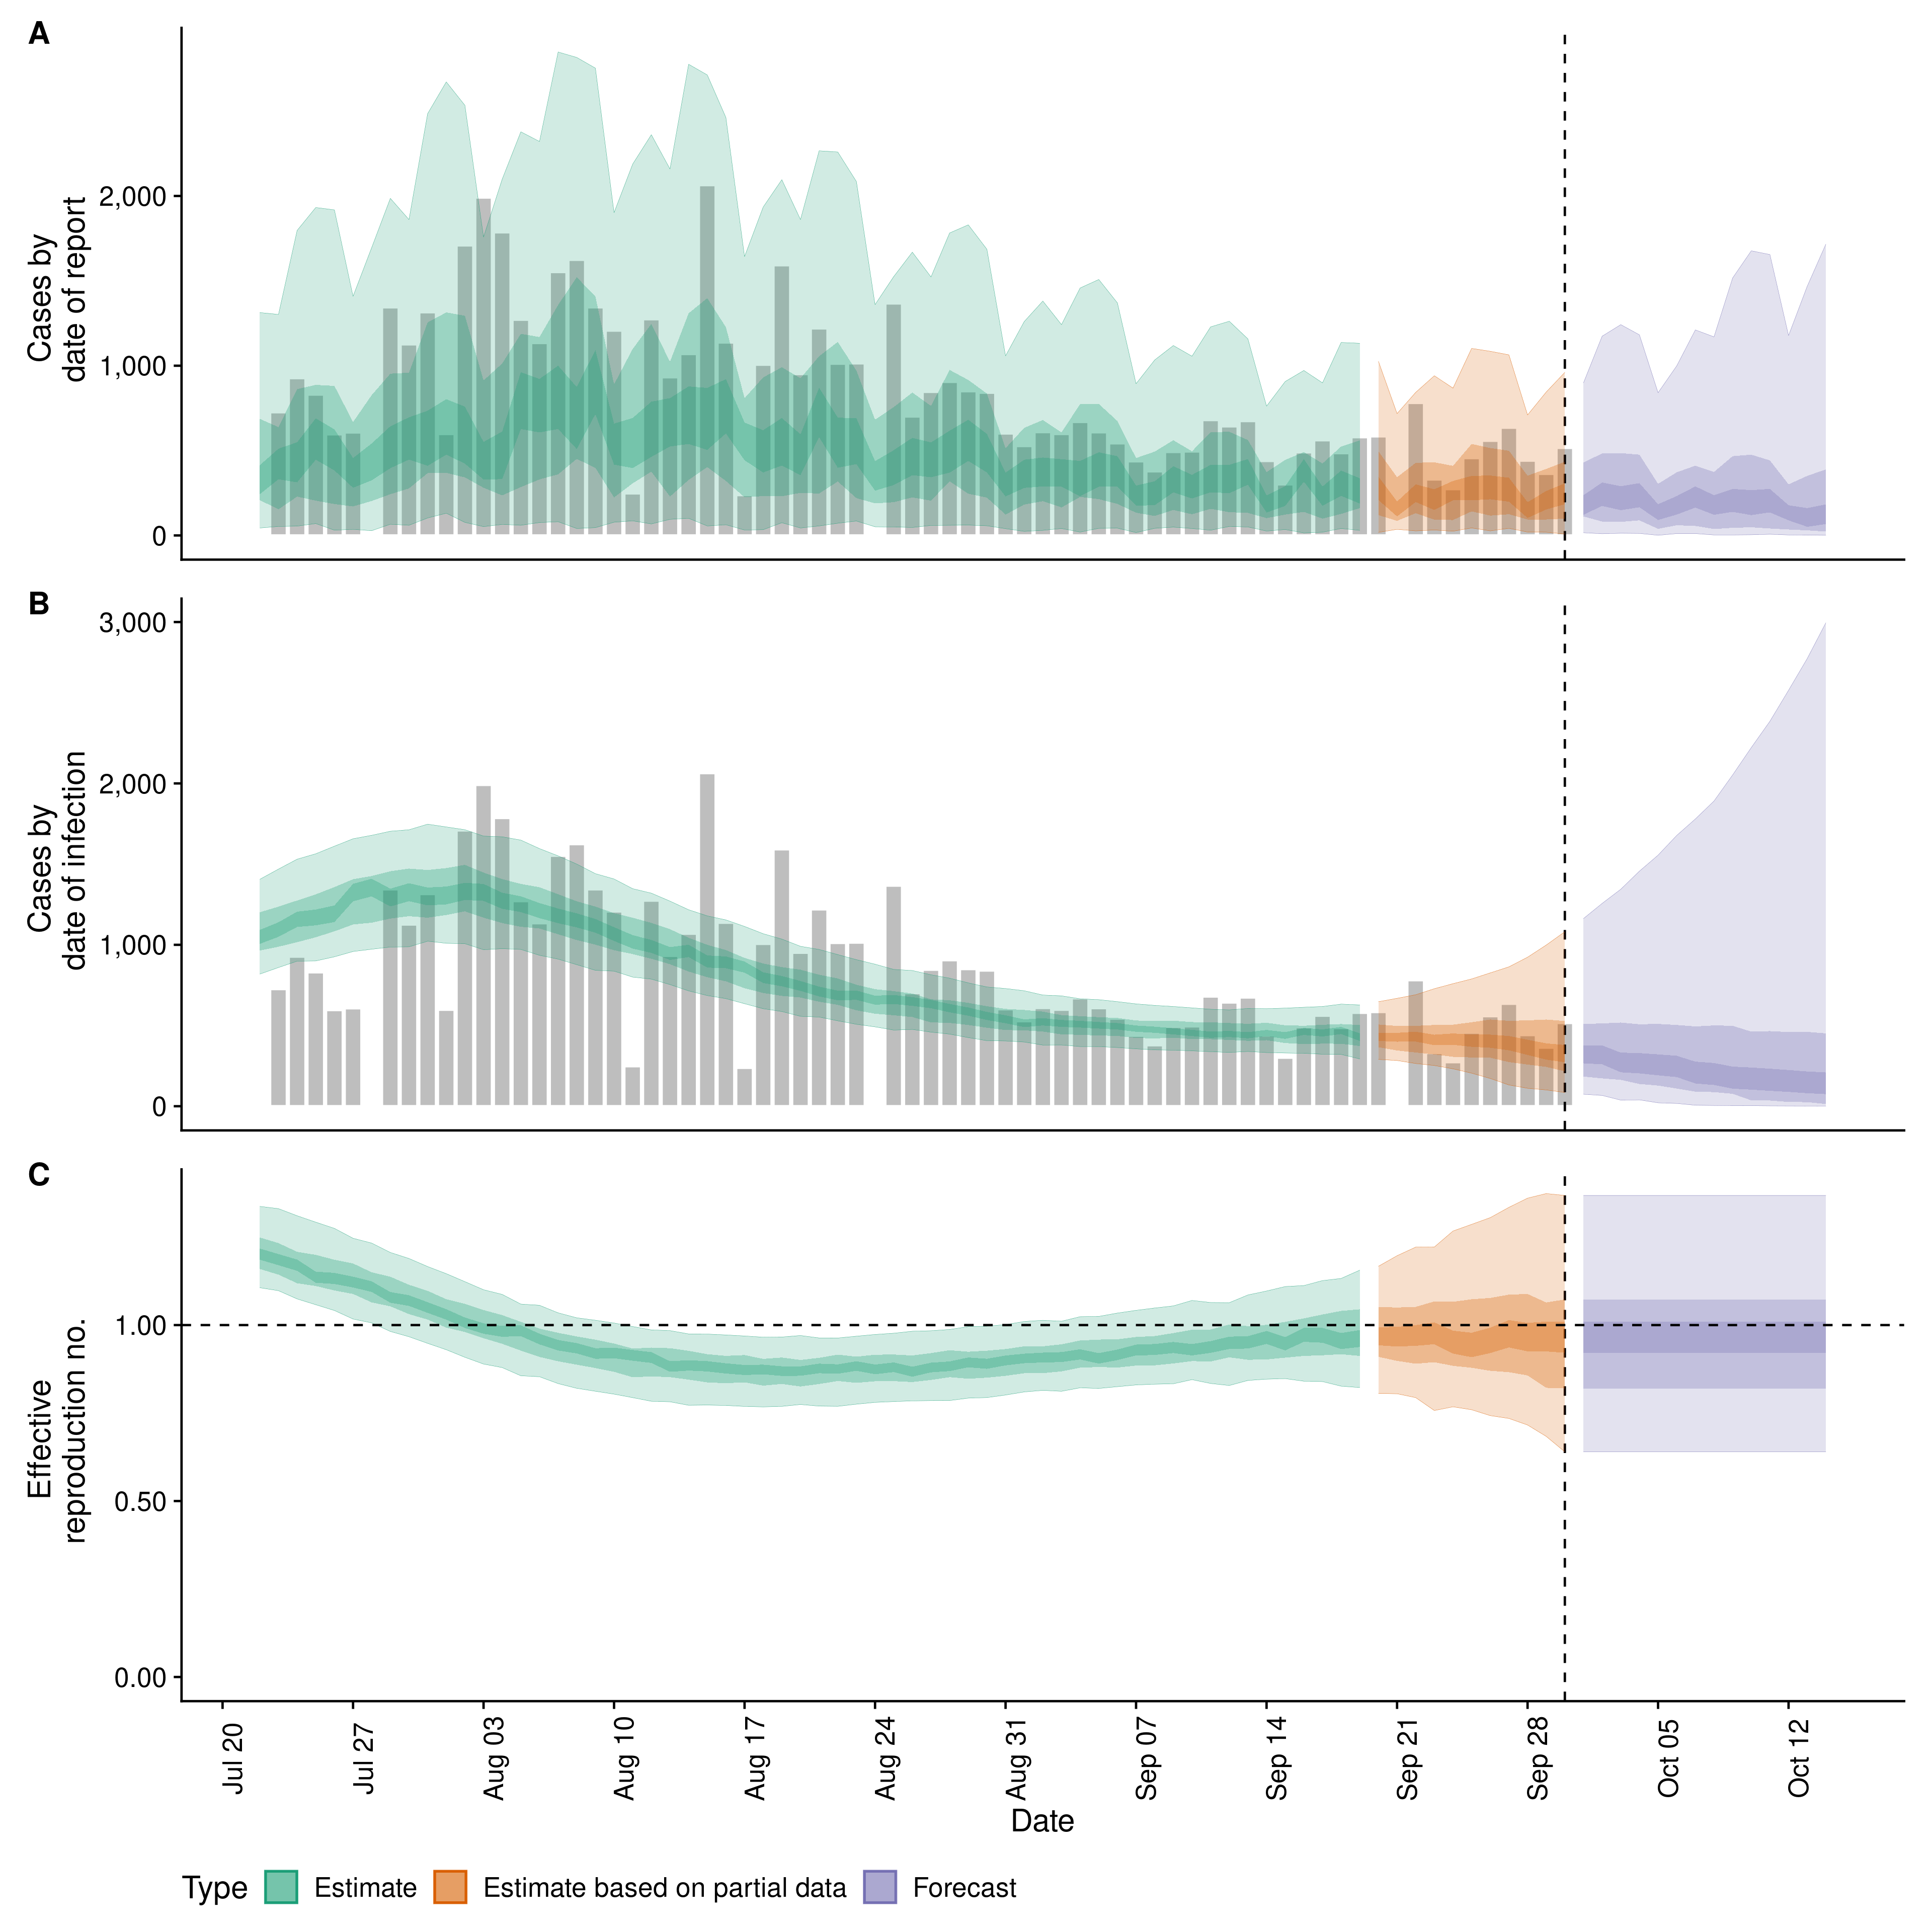 A
Cases by
date of report
2,000
1,000
0
B
Cases by
date of infection
3,000
2,000
1,000
0
C
Effective
reproduction no.
1.00
0.50
0.00
Jul 20
Jul 27
Aug 03
Aug 10
Aug 17
Aug 24
Aug 31
Sep 07
Sep 14
Sep 21
Sep 28
Oct 05
Oct 12
Date
Type Estimate Estimate based on partial data Forecast